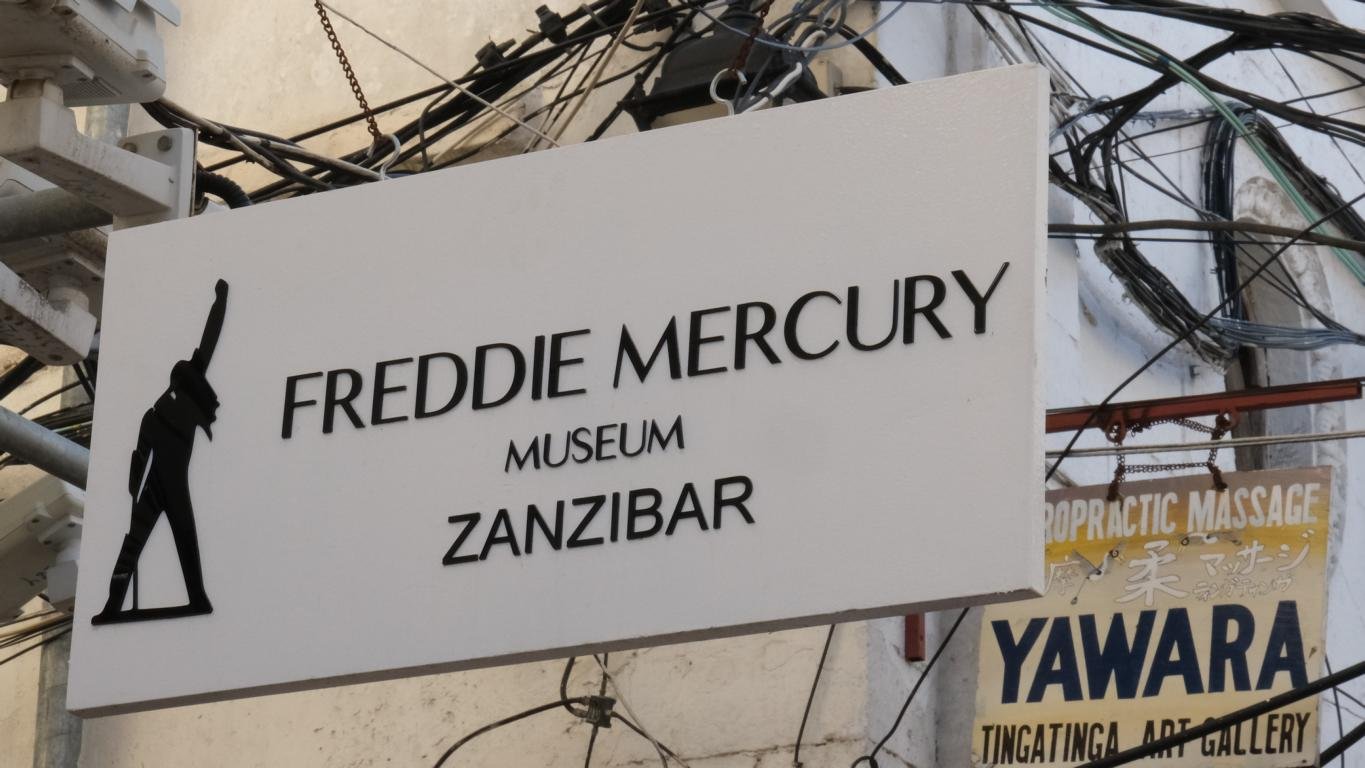 FREDDIE MERCURY
MUSEUM
ZANZIBAR
ROPRACTIC MASSAGE
柔 マッサージ
YAWARA
TINGATINGA ART GALLERY